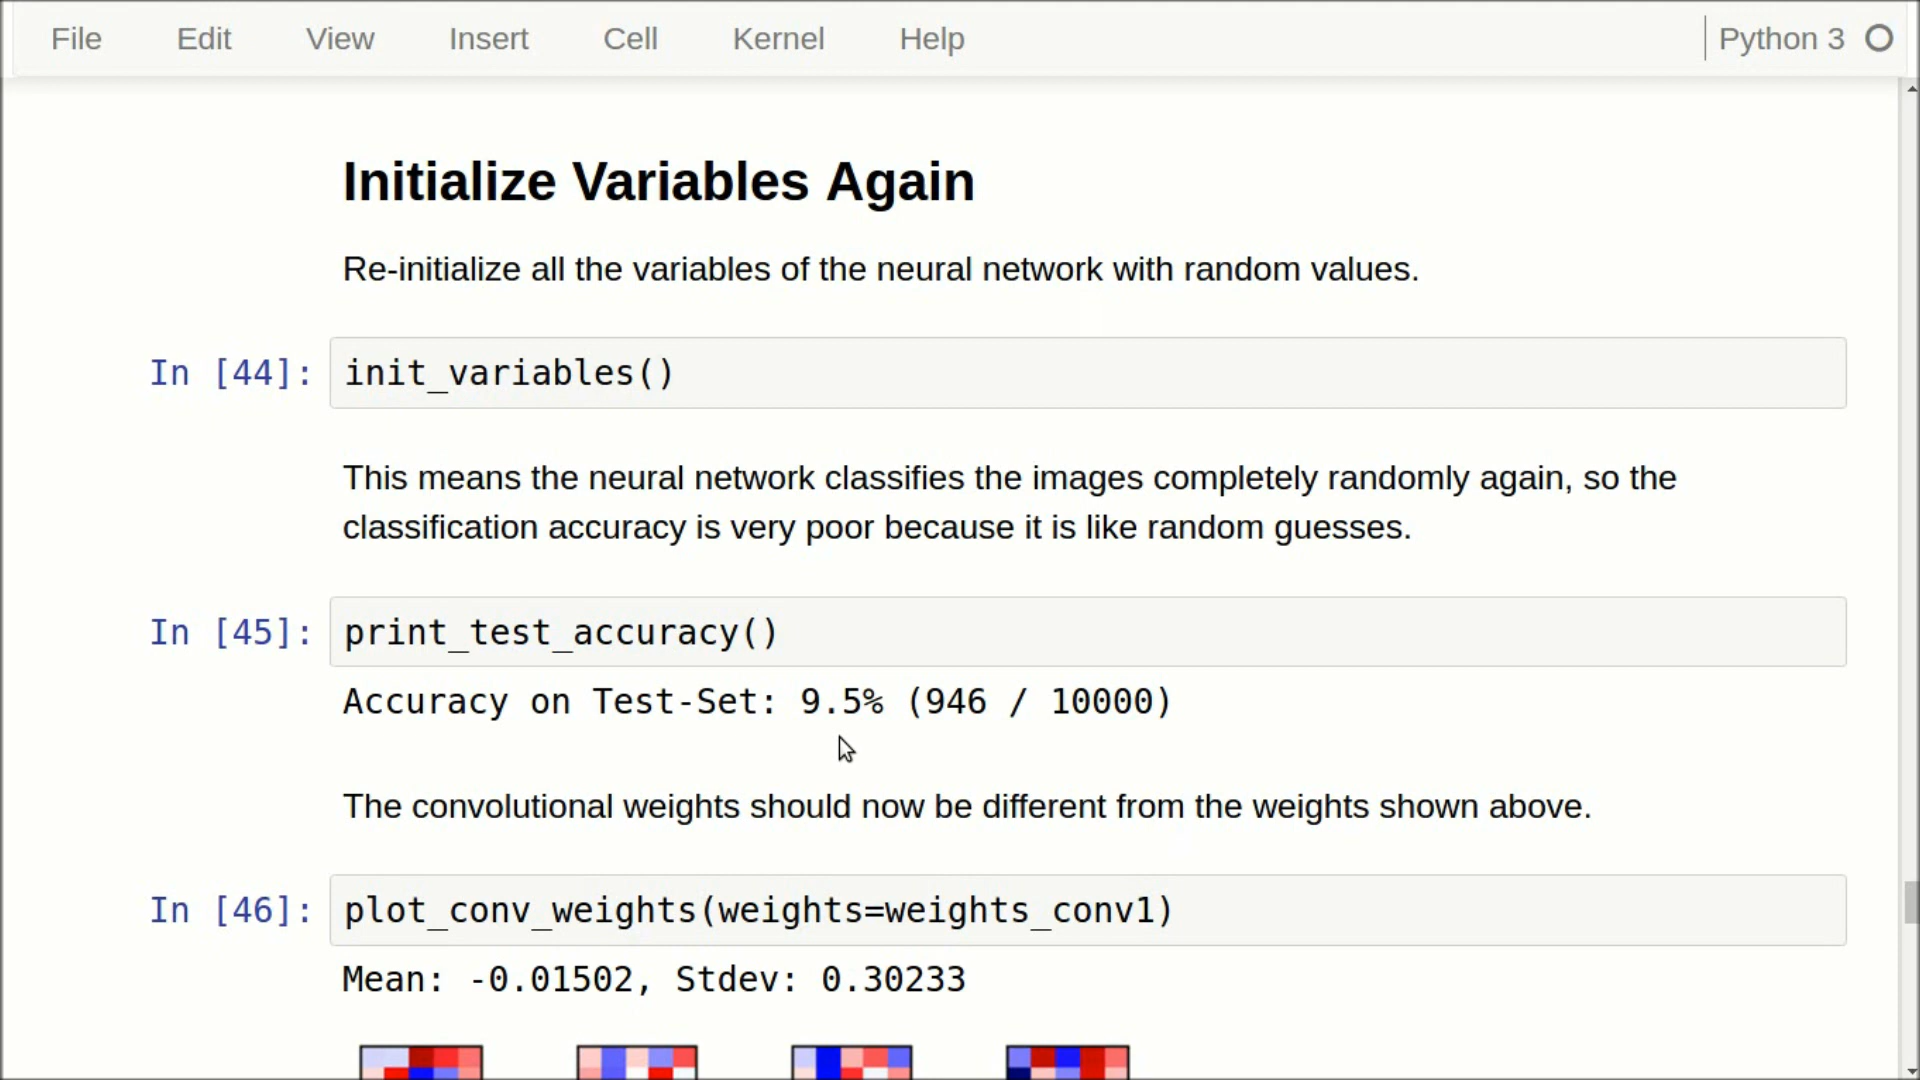 File Edit View Insert Cell Kernel Help Python 3
Initialize Variables Again
Re-initialize all the variables of the neural network with random values.
In [44]: init_variables()
This means the neural network classifies the images completely randomly again, so the
classification accuracy is very poor because it is like random guesses.
In [45]: print_test_accuracy()
Accuracy on Test-Set: 9.5% (946 / 10000)
The convolutional weights should now be different from the weights shown above.
In [46]: plot_conv_weights(weights=weights_conv1)
Mean: -0.01502, Stdev: 0.30233